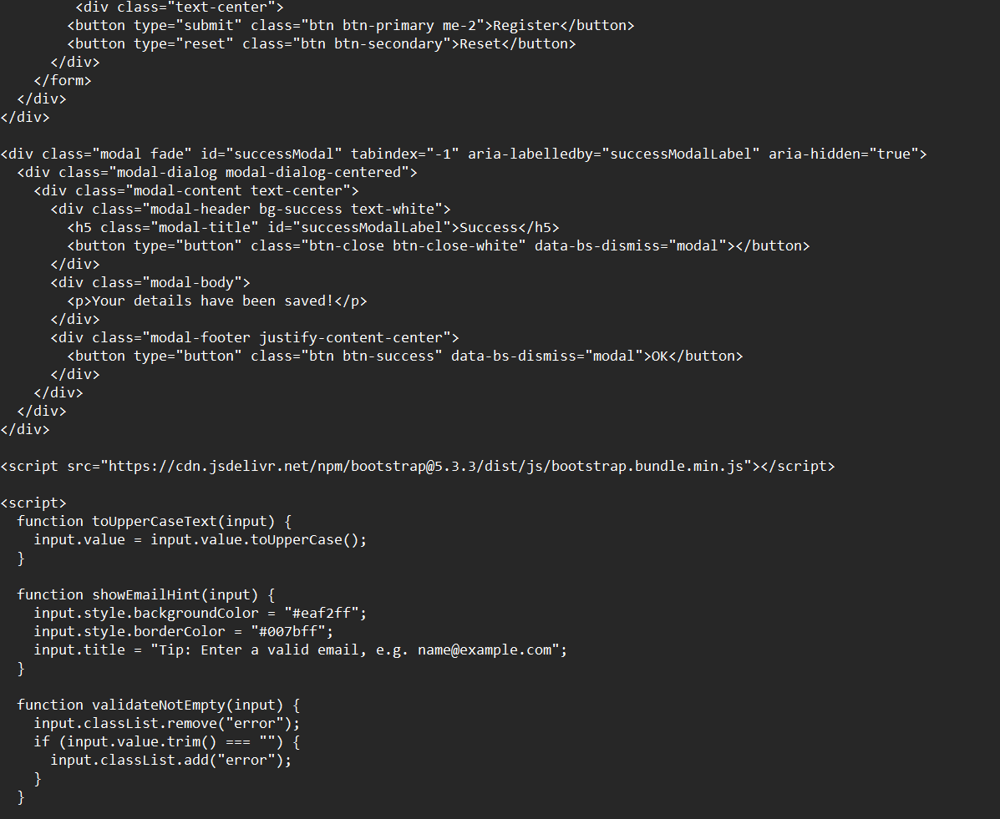 <div class="text-center">
        <button type="submit" class="btn btn-primary me-2">Register</button>
        <button type="reset" class="btn btn-secondary">Reset</button>
      </div>
    </form>
  </div>
</div>

<div class="modal fade" id="successModal" tabindex="-1" aria-labelledby="successModalLabel" aria-hidden="true">
  <div class="modal-dialog modal-dialog-centered">
    <div class="modal-content text-center">
      <div class="modal-header bg-success text-white">
        <h5 class="modal-title" id="successModalLabel">Success</h5>
        <button type="button" class="btn-close btn-close-white" data-bs-dismiss="modal"></button>
      </div>
      <div class="modal-body">
        <p>Your details have been saved!</p>
      </div>
      <div class="modal-footer justify-content-center">
        <button type="button" class="btn btn-success" data-bs-dismiss="modal">OK</button>
      </div>
    </div>
  </div>
</div>

<script src="https://cdn.jsdelivr.net/npm/bootstrap@5.3.3/dist/js/bootstrap.bundle.min.js"></script>

<script>
  function toUpperCaseText(input) {
    input.value = input.value.toUpperCase();
  }

  function showEmailHint(input) {
    input.style.backgroundColor = "#eaf2ff";
    input.style.borderColor = "#007bff";
    input.title = "Tip: Enter a valid email, e.g. name@example.com";
  }

  function validateNotEmpty(input) {
    input.classList.remove("error");
    if (input.value.trim() === "") {
      input.classList.add("error");
    }
  }